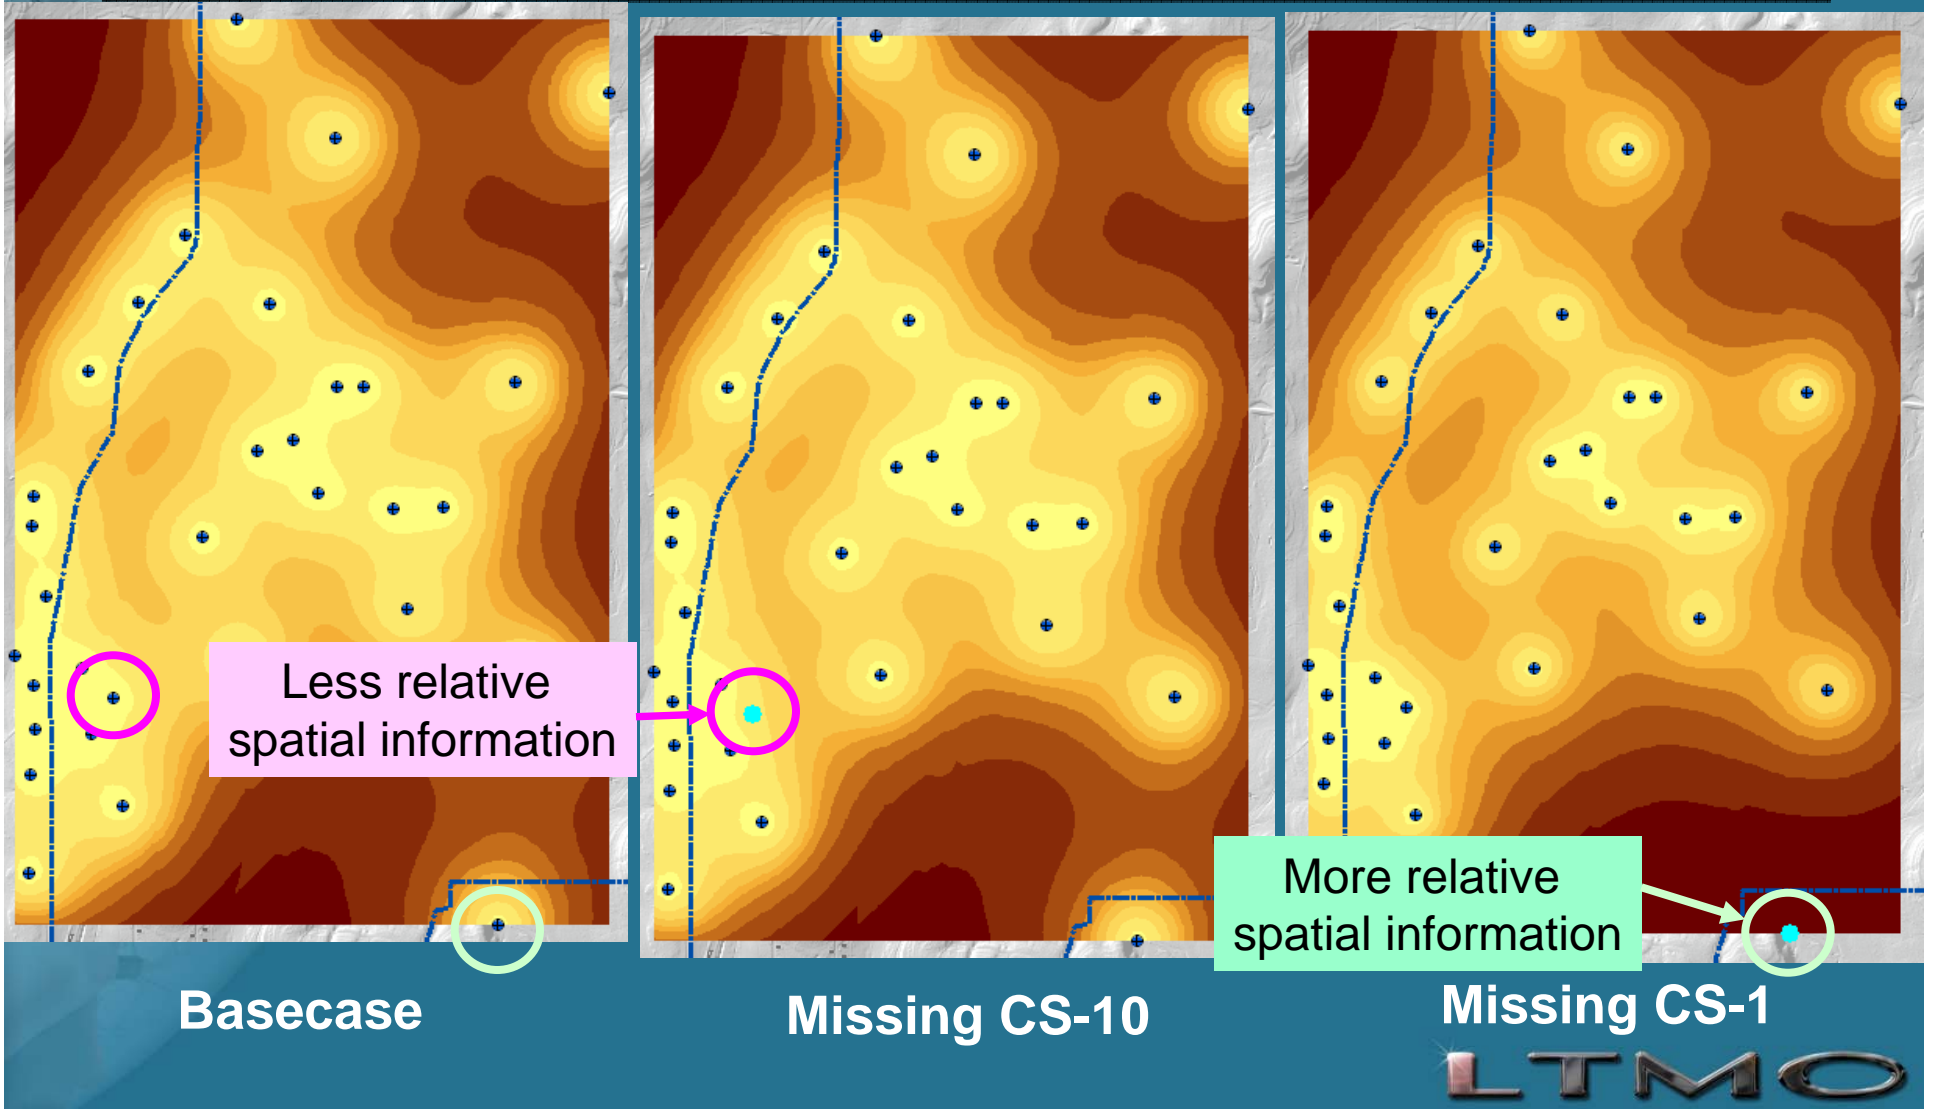 Less relative
spatial information
More relative
spatial information
Basecase
Missing CS-10
Missing CS-1
LTMO